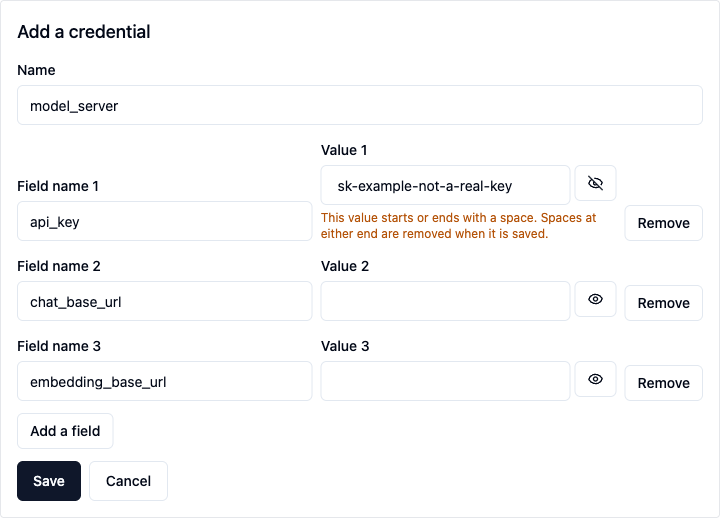 Add a credential
Name
model_server
Field name 1
Value 1
api_key
sk-example-not-a-real-key
This value starts or ends with a space. Spaces at
either end are removed when it is saved.
Remove
Field name 2
Value 2
chat_base_url
Remove
Field name 3
Value 3
embedding_base_url
Remove
Add a field
Save
Cancel